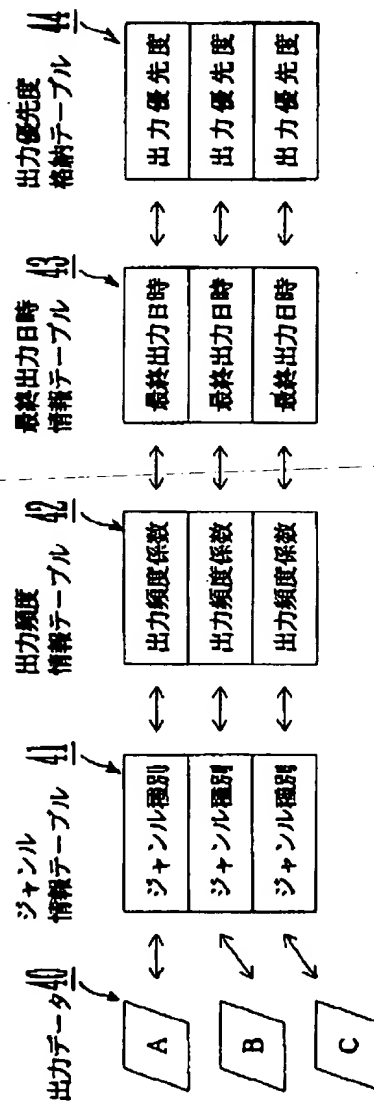 出力データ 40
A
B
C
ジャンル
情報テーブル 41
ジャンル種別
ジャンル種別
ジャンル種別
出力頻度
情報テーブル 42
出力頻度係数
出力頻度係数
出力頻度係数
最終出力日時
情報テーブル 43
最終出力日時
最終出力日時
最終出力日時
出力優先度
格納テーブル 44
出力優先度
出力優先度
出力優先度